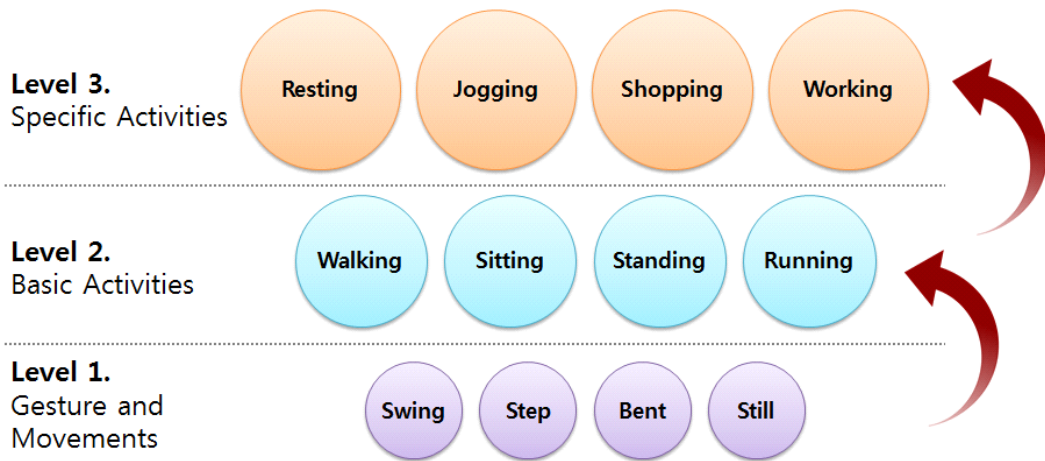 Level 3.
Specific Activities
Resting
Jogging
Shopping
Working
Level 2.
Basic Activities
Walking
Sitting
Standing
Running
Level 1.
Gesture and
Movements
Swing
Step
Bent
Still